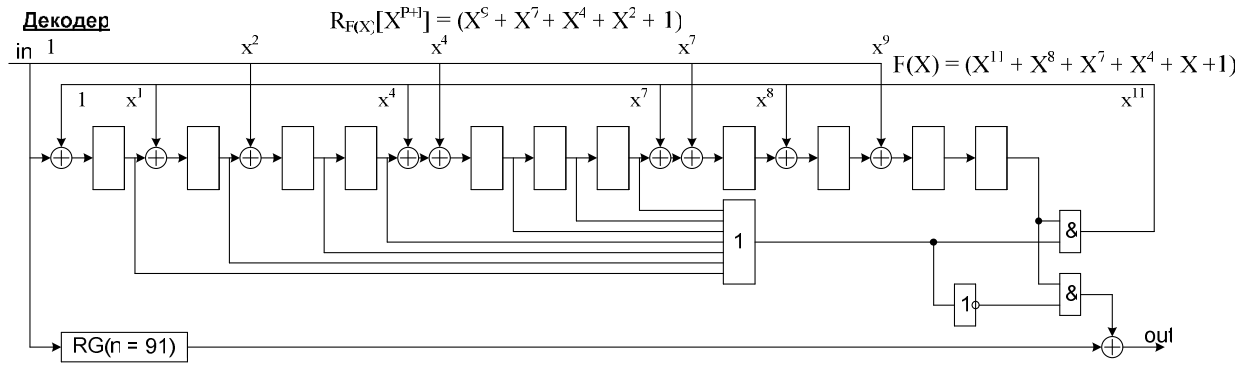 Декодер
R_F(X)[X^P+1] = (X^9 + X^7 + X^4 + X^2 + 1)
in 1 x^2 x^4 x^7 x^9
F(X) = (X^11 + X^8 + X^7 + X^4 + X +1)
1 x^1 x^4 x^7 x^8 x^11
1
&
1
&
RG(n = 91)
out